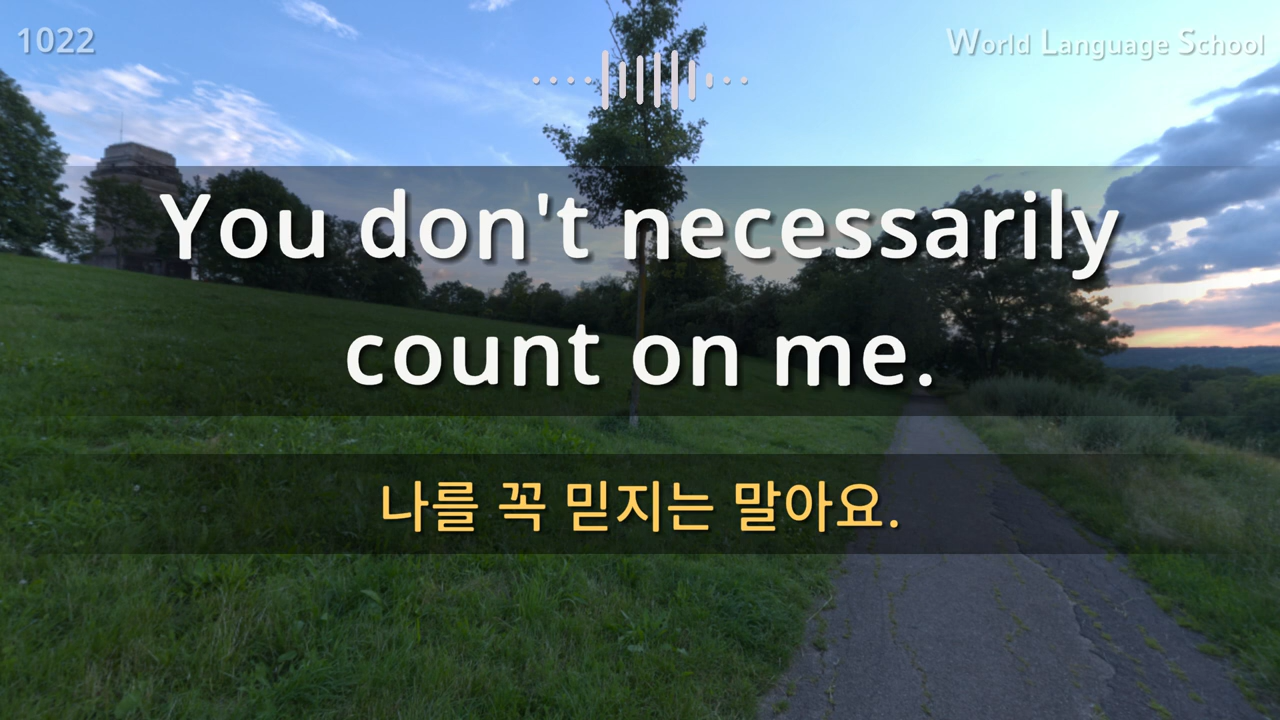 1022
World Language School
You don't necessarily
count on me.
나를 꼭 믿지는 말아요.